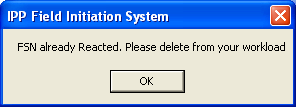 IPP Field Initiation System
FSN already Reacted. Please delete from your workload
OK